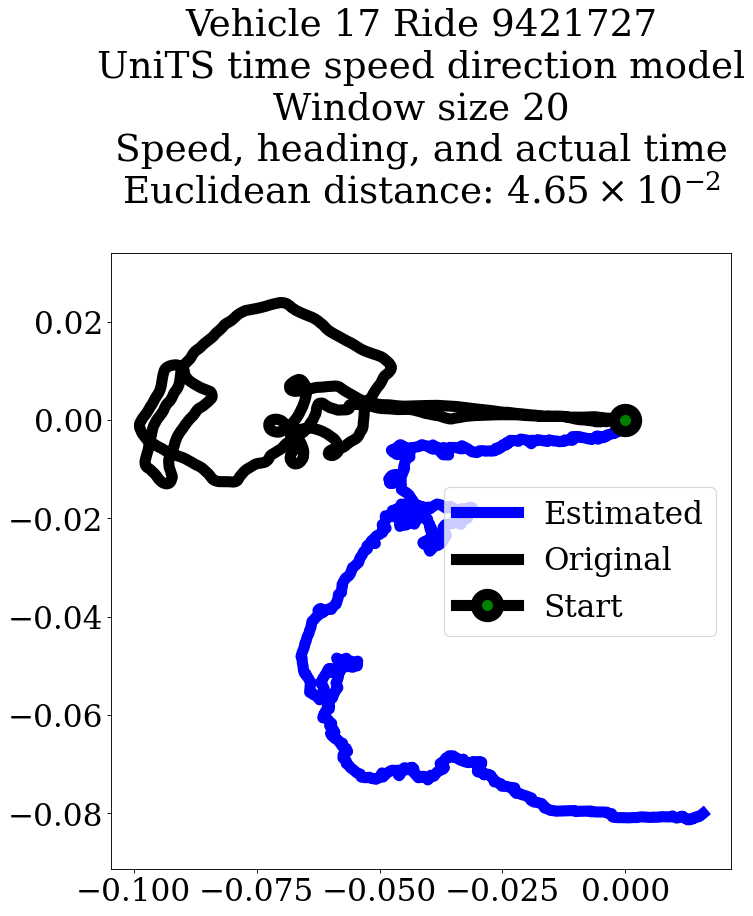 Vehicle 17 Ride 9421727
UniTS time speed direction model
Window size 20
Speed, heading, and actual time
Euclidean distance: 4.65 × 10⁻²
0.02
0.00
−0.02
−0.04
−0.06
−0.08
Estimated
Original
Start
−0.100 −0.075 −0.050 −0.025 0.000